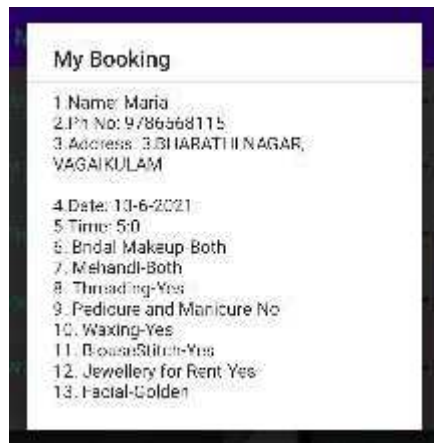 My Booking
1.Name: Maria
2.Ph No: 9786568115
3.Address: 3.BHARATHI NAGAR,
VAGAIKULAM
4.Date: 13-6-2021
5.Time: 5:0
6. Bridal Makeup-Both
7. Mehandi-Both
8. Threading-Yes
9. Pedicure and Manicure No
10. Waxing-Yes
11. BlouseStitch-Yes
12. Jewellery for Rent Yes
13. Facial-Golden